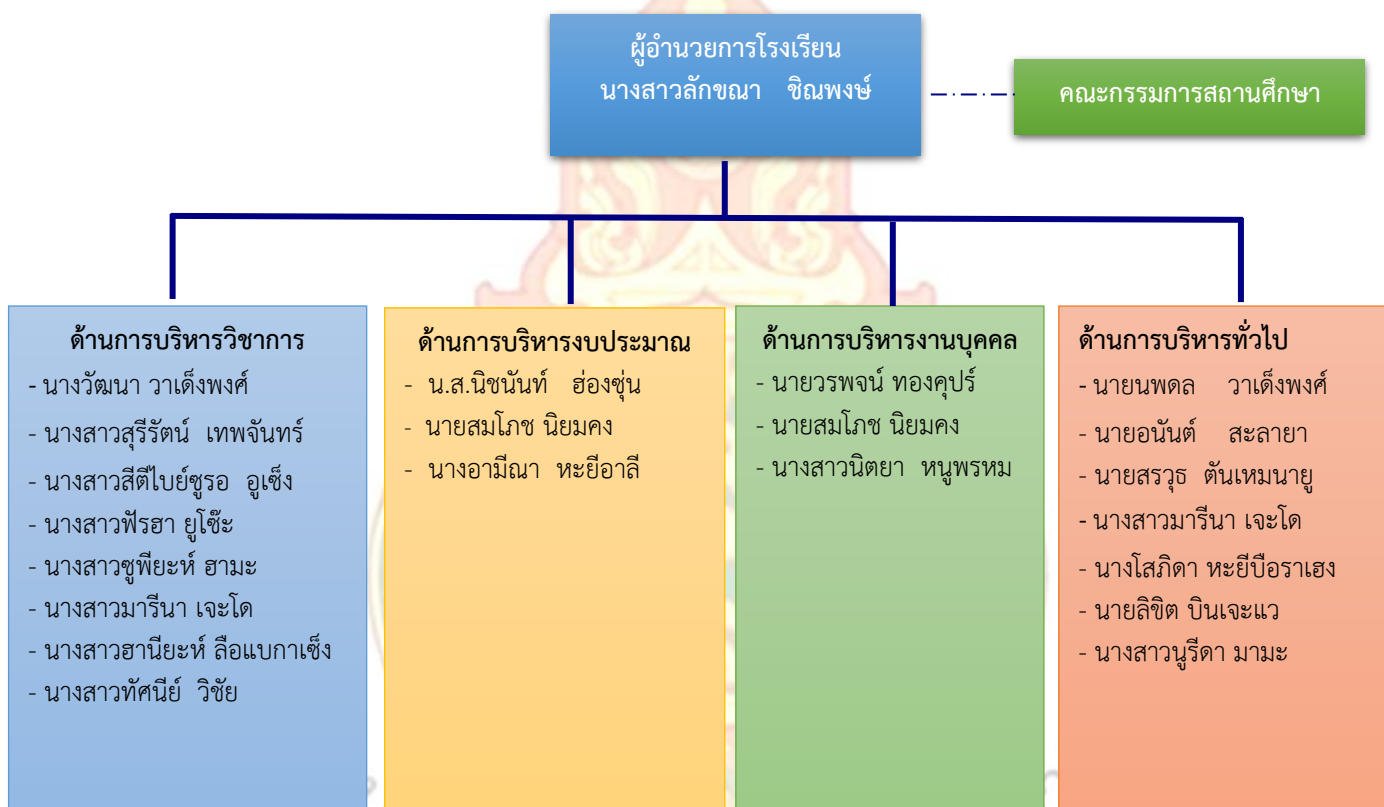 ผู้อำนวยการโรงเรียน
นางสาวลักขณา ชิณพงษ์
คณะกรรมการสถานศึกษา
ด้านการบริหารวิชาการ
- นางวัฒนา วาเด็งพงศ์
- นางสาวสุรีรัตน์ เทพจันทร์
- นางสาวสีตีไบย์ซูรอ อูเซ็ง
- นางสาวฟัรฮา ยูโซ๊ะ
- นางสาวซูพียะห์ ฮามะ
- นางสาวมารีนา เจะโด
- นางสาวฮานียะห์ ลือแบกาเซ็ง
- นางสาวทัศนีย์ วิชัย
ด้านการบริหารงบประมาณ
- น.ส.นิชนันท์ ฮ่องซุ่น
- นายสมโภช นิยมคง
- นางอามีณา หะยีอาลี
ด้านการบริหารงานบุคคล
- นายวรพจน์ ทองคุปร์
- นายสมโภช นิยมคง
- นางสาวนิตยา หนูพรหม
ด้านการบริหารทั่วไป
- นายนพดล วาเด็งพงศ์
- นายอนันต์ สะลายา
- นายสรวุธ ตันเหมนายู
- นางสาวมารีนา เจะโด
- นางโสภิดา หะยีบือราเฮง
- นายลิขิต บินเจะแว
- นางสาวนูรีดา มามะ